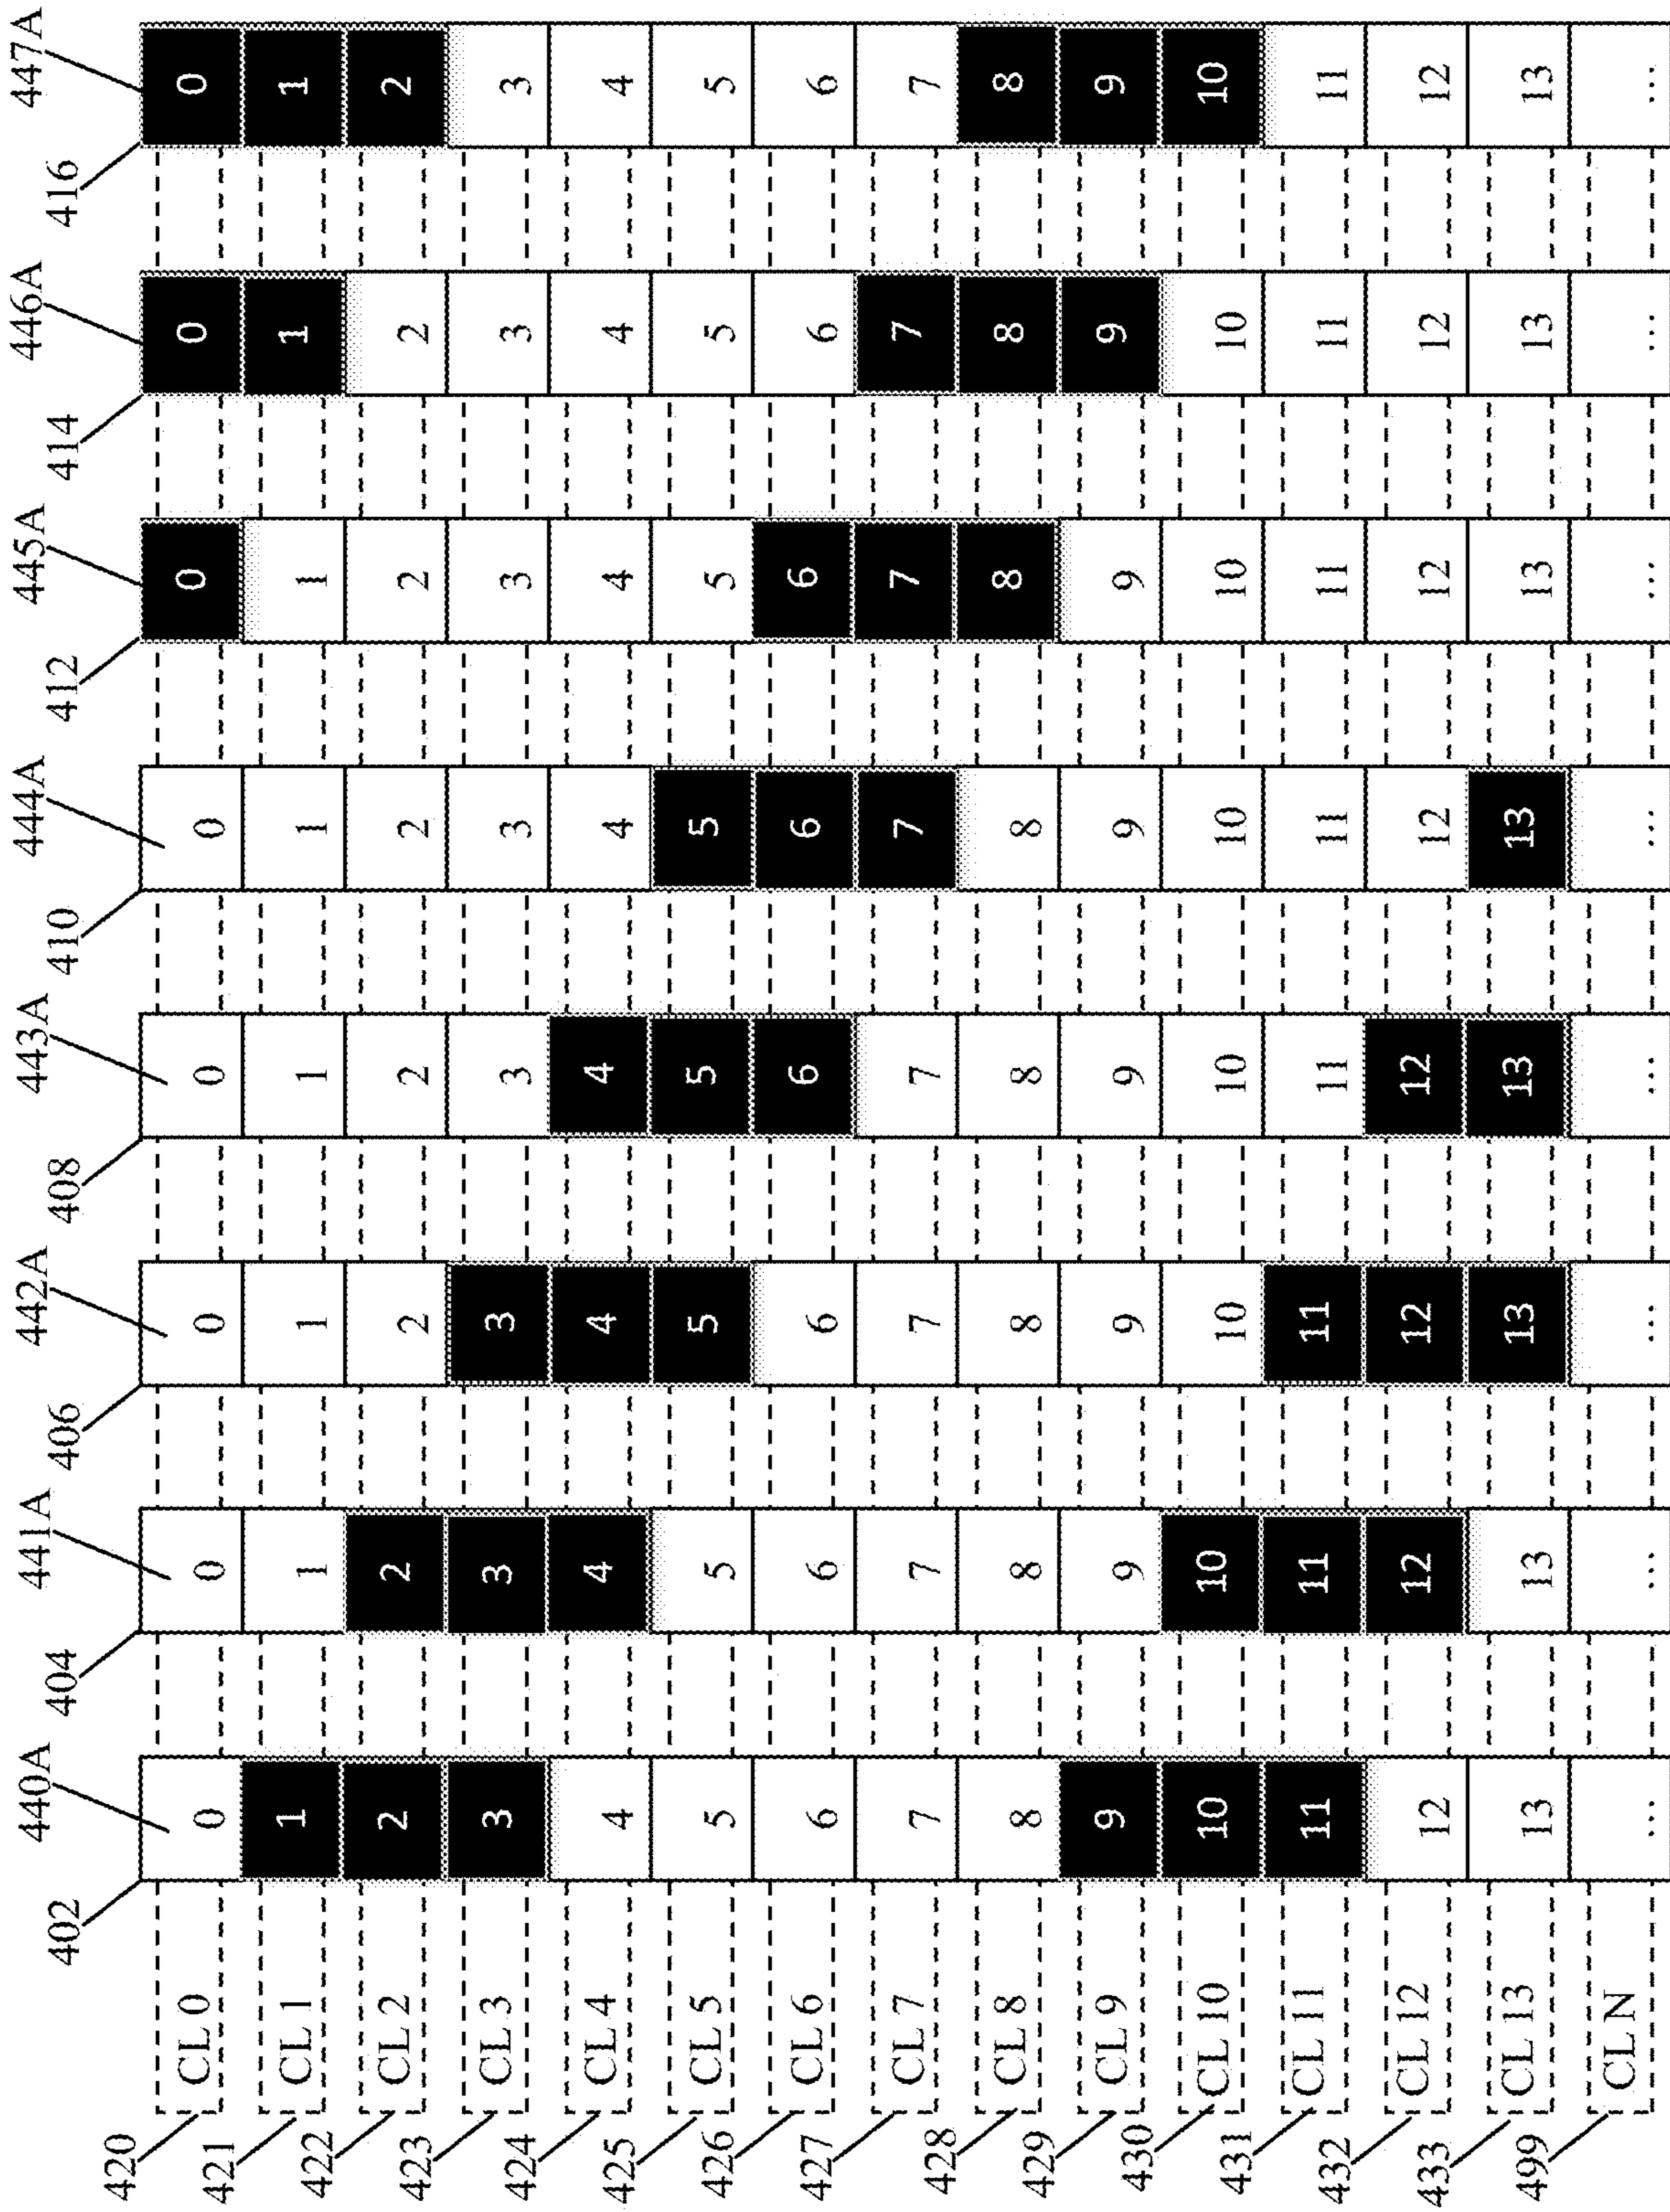 440A 441A 442A 443A 444A 445A 446A 447A
402 404 406 408 410 412 414 416
420 CL 0 0 0 0 0 0 0 0 0
421 CL 1 1 1 1 1 1 1 1 1
422 CL 2 2 2 2 2 2 2 2 2
423 CL 3 3 3 3 3 3 3 3 3
424 CL 4 4 4 4 4 4 4 4 4
425 CL 5 5 5 5 5 5 5 5 5
426 CL 6 6 6 6 6 6 6 6 6
427 CL 7 7 7 7 7 7 7 7 7
428 CL 8 8 8 8 8 8 8 8 8
429 CL 9 9 9 9 9 9 9 9 9
430 CL 10 10 10 10 10 10 10 10 10
431 CL 11 11 11 11 11 11 11 11 11
432 CL 12 12 12 12 12 12 12 12 12
433 CL 13 13 13 13 13 13 13 13 13
499 CL N ... ... ... ... ... ... ... ...